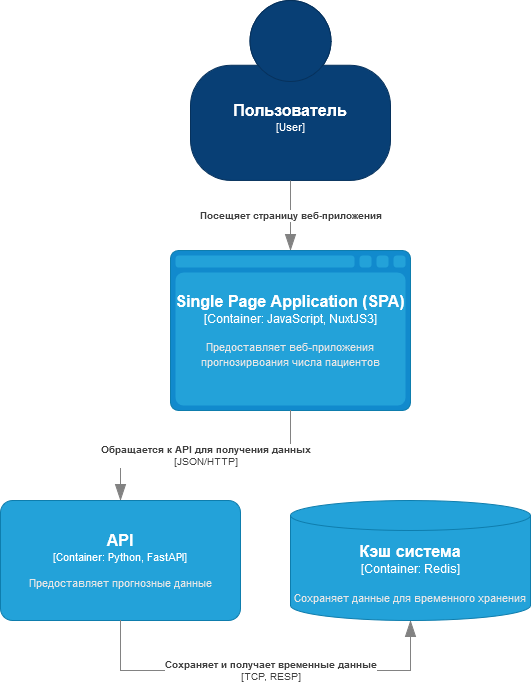 Пользователь
[User]
Посещяет страницу веб-приложения
Single Page Application (SPA)
[Container: JavaScript, NuxtJS3]
Предоставляет веб-приложения
прогнозирвоания числа пациентов
Обращается к API для получения данных
[JSON/HTTP]
API
[Container: Python, FastAPI]
Предоставляет прогнозные данные
Кэш система
[Container: Redis]
Сохраняет данные для временного хранения
Сохраняет и получает временные данные
[TCP, RESP]